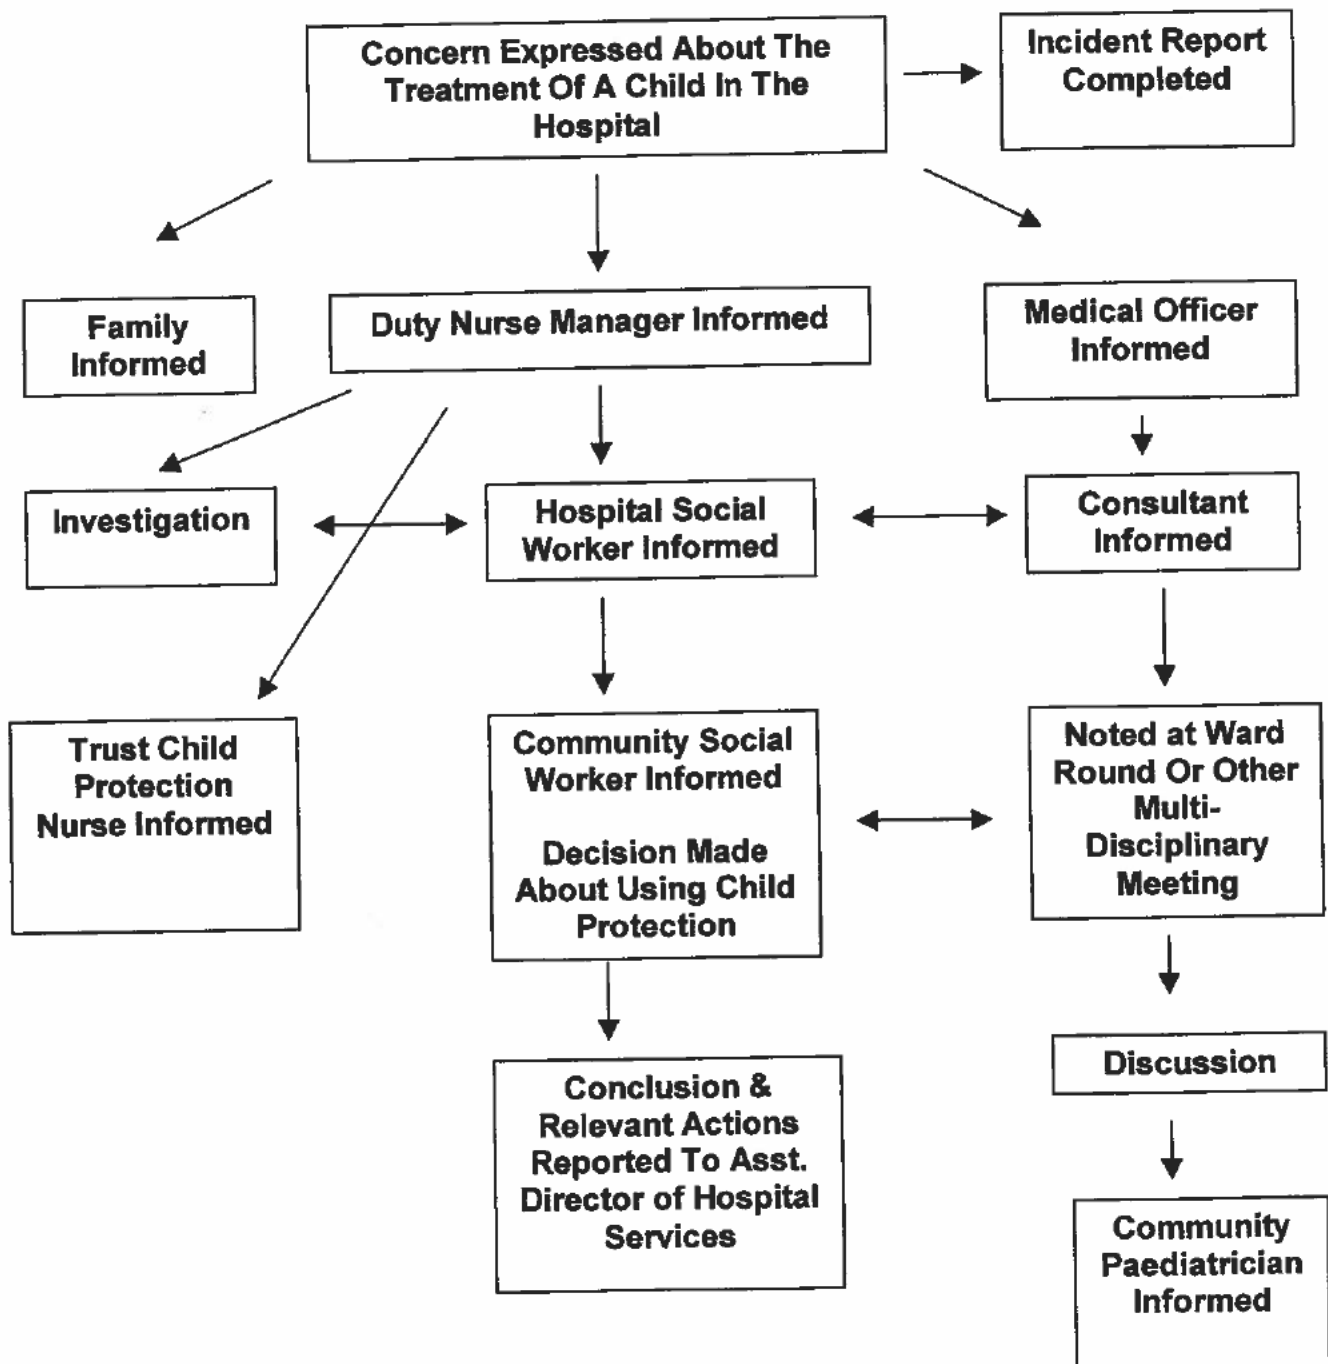 Concern Expressed About The
Treatment Of A Child In The
Hospital
Incident Report
Completed
Family
Informed
Duty Nurse Manager Informed
Medical Officer
Informed
Investigation
Hospital Social
Worker Informed
Consultant
Informed
Trust Child
Protection
Nurse Informed
Community Social
Worker Informed
Decision Made
About Using Child
Protection
Noted at Ward
Round Or Other
Multi-
Disciplinary
Meeting
Conclusion &
Relevant Actions
Reported To Asst.
Director of Hospital
Services
Discussion
Community
Paediatrician
Informed